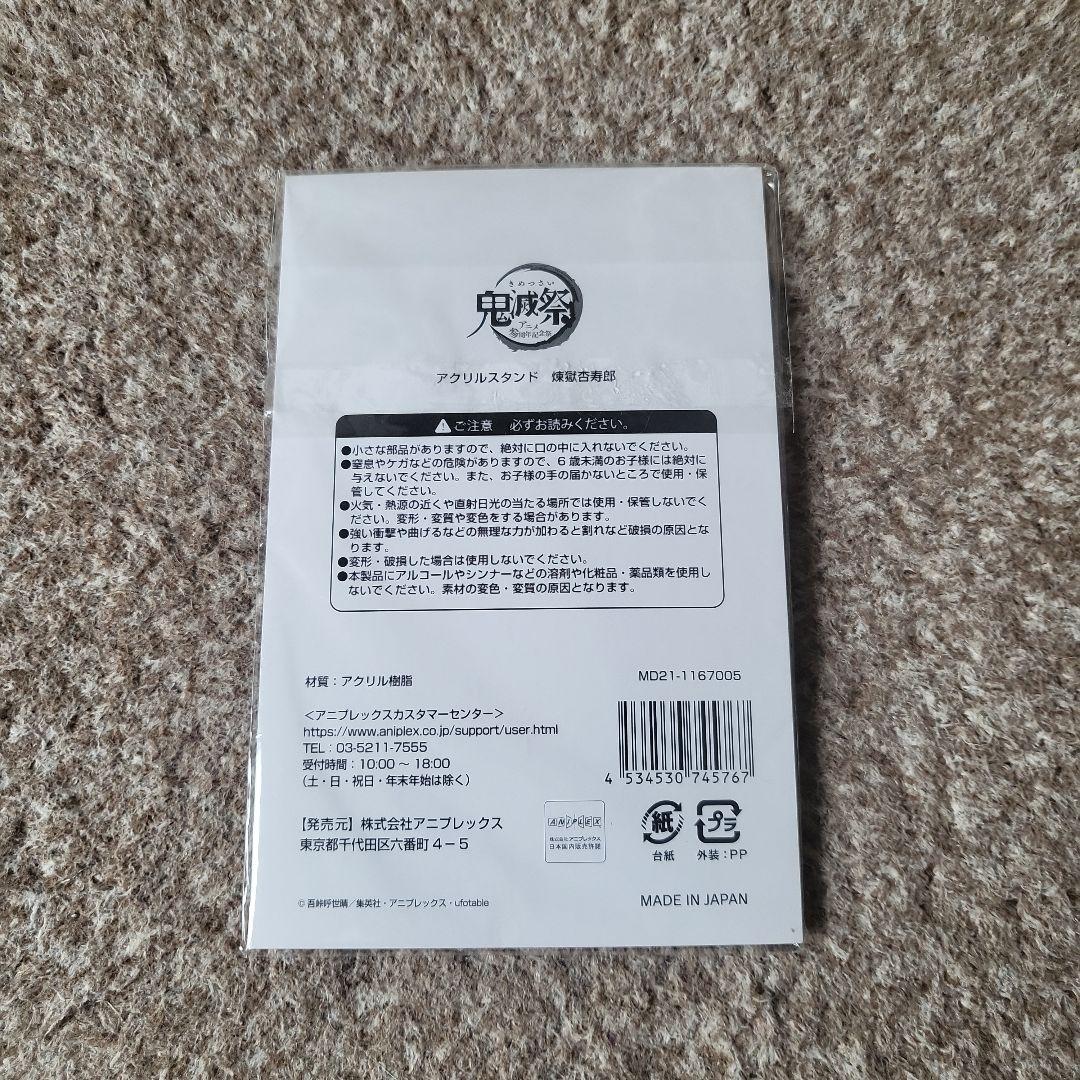 きめつさい
鬼滅祭
アニメ
参周年記念祭
アクリルスタンド　煉獄杏寿郎
ご注意　必ずお読みください。
●小さな部品がありますので、絶対に口の中に入れないでください。
●窒息やケガなどの危険がありますので、6 歳未満のお子様には絶対に
与えないでください。また、お子様の手の届かないところで使用・保
管してください。
●火気・熱源の近くや直射日光の当たる場所では使用・保管しないでく
ださい。変形・変質や変色をする場合があります。
●強い衝撃や曲げるなどの無理な力が加わると割れなど破損の原因とな
ります。
●変形・破損した場合は使用しないでください。
●本製品にアルコールやシンナーなどの溶剤や化粧品・薬品類を使用し
ないでください。素材の変色・変質の原因となります。
材質：アクリル樹脂
MD21-1167005
＜アニプレックスカスタマーセンター＞
https://www.aniplex.co.jp/support/user.html
TEL：03-5211-7555
受付時間：10:00 ～ 18:00
（土・日・祝日・年末年始は除く）
4 534530 745767
【発売元】株式会社アニプレックス
東京都千代田区六番町４－５
ANIPLEX
株式会社アニプレックス
日本国内販売許諾
紙
台紙
プラ
外装：PP
© 吾峠呼世晴／集英社・アニプレックス・ufotable
MADE IN JAPAN